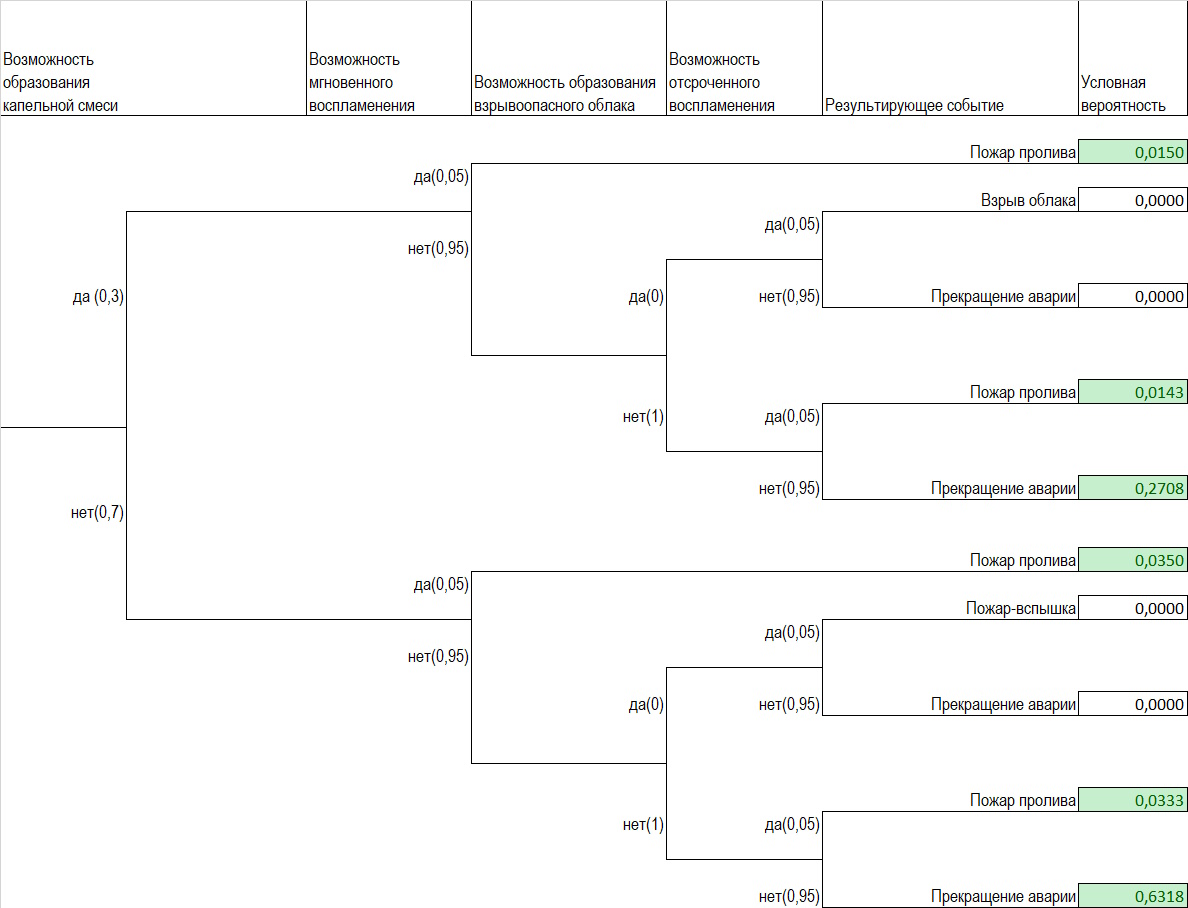 Возможность
образования
капельной смеси
Возможность
мгновенного
воспламенения
Возможность образования
взрывоопасного облака
Возможность
отсроченного
воспламенения
Результирующее событие
Условная
вероятность
Пожар пролива 0,0150
да(0,05)
Взрыв облака 0,0000
да(0,05)
нет(0,95)
да (0,3)
да(0)
нет(0,95)
Прекращение аварии 0,0000
Пожар пролива 0,0143
нет(1)
да(0,05)
нет(0,95)
Прекращение аварии 0,2708
нет(0,7)
Пожар пролива 0,0350
да(0,05)
Пожар-вспышка 0,0000
да(0,05)
нет(0,95)
да(0)
нет(0,95)
Прекращение аварии 0,0000
Пожар пролива 0,0333
нет(1)
да(0,05)
нет(0,95)
Прекращение аварии 0,6318